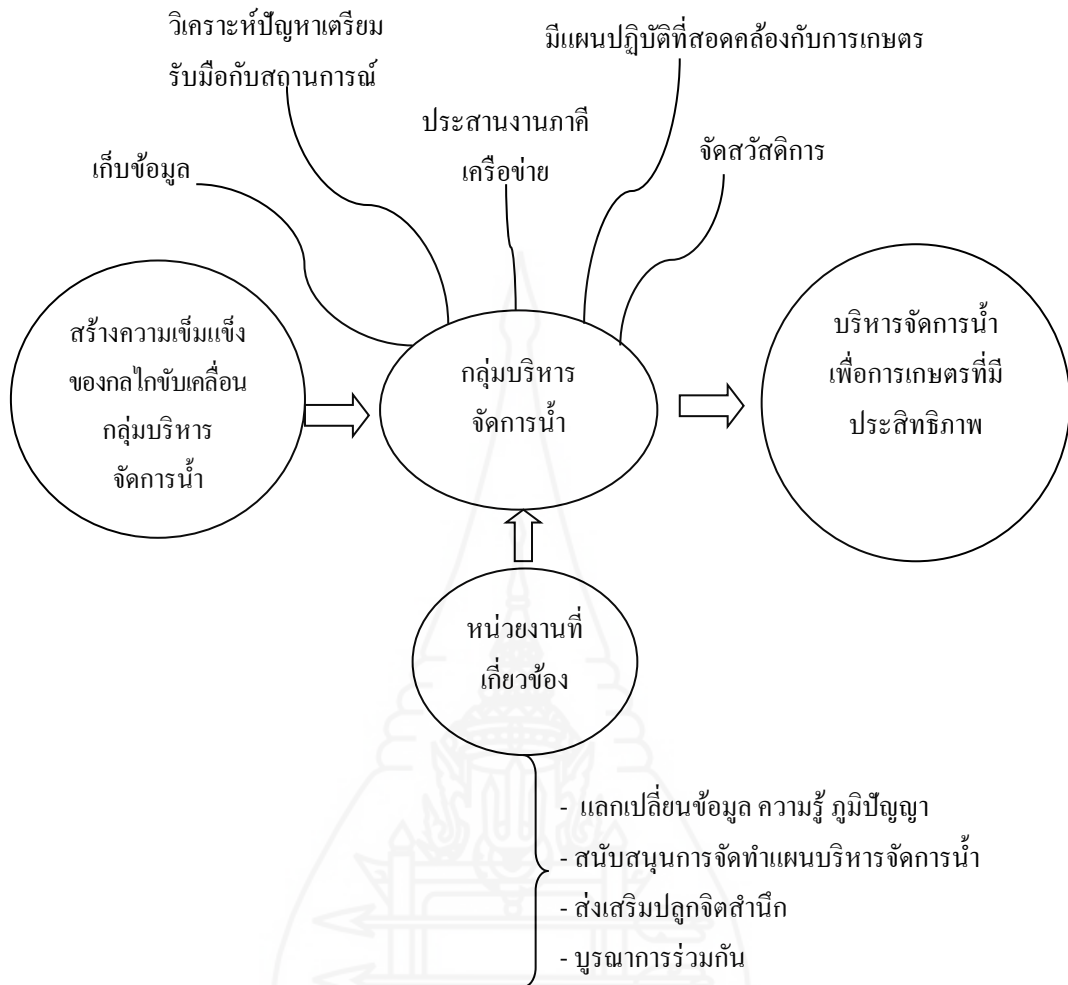 วิเคราะห์ปัญหาเตรียม
รับมือกับสถานการณ์
มีแผนปฏิบัติที่สอดคล้องกับการเกษตร
ประสานงานภาคี
เครือข่าย
จัดสวัสดิการ
เก็บข้อมูล
สร้างความเข็มแข็ง
ของกลไกขับเคลื่อน
กลุ่มบริหาร
จัดการน้ำ
กลุ่มบริหาร
จัดการน้ำ
บริหารจัดการน้ำ
เพื่อการเกษตรที่มี
ประสิทธิภาพ
หน่วยงานที่
เกี่ยวข้อง
- แลกเปลี่ยนข้อมูล ความรู้ ภูมิปัญญา
- สนับสนุนการจัดทำแผนบริหารจัดการน้ำ
- ส่งเสริมปลูกจิตสำนึก
- บูรณาการร่วมกัน